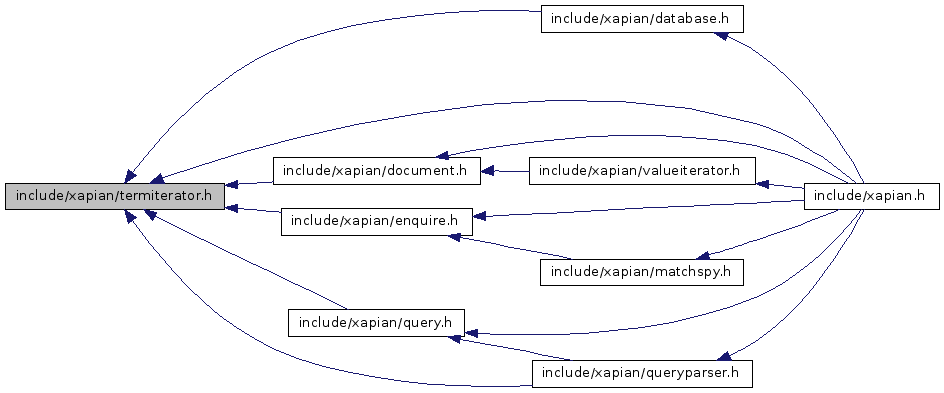 include/xapian/database.h
include/xapian/document.h
include/xapian/valueiterator.h
include/xapian/termiterator.h
include/xapian.h
include/xapian/enquire.h
include/xapian/matchspy.h
include/xapian/query.h
include/xapian/queryparser.h